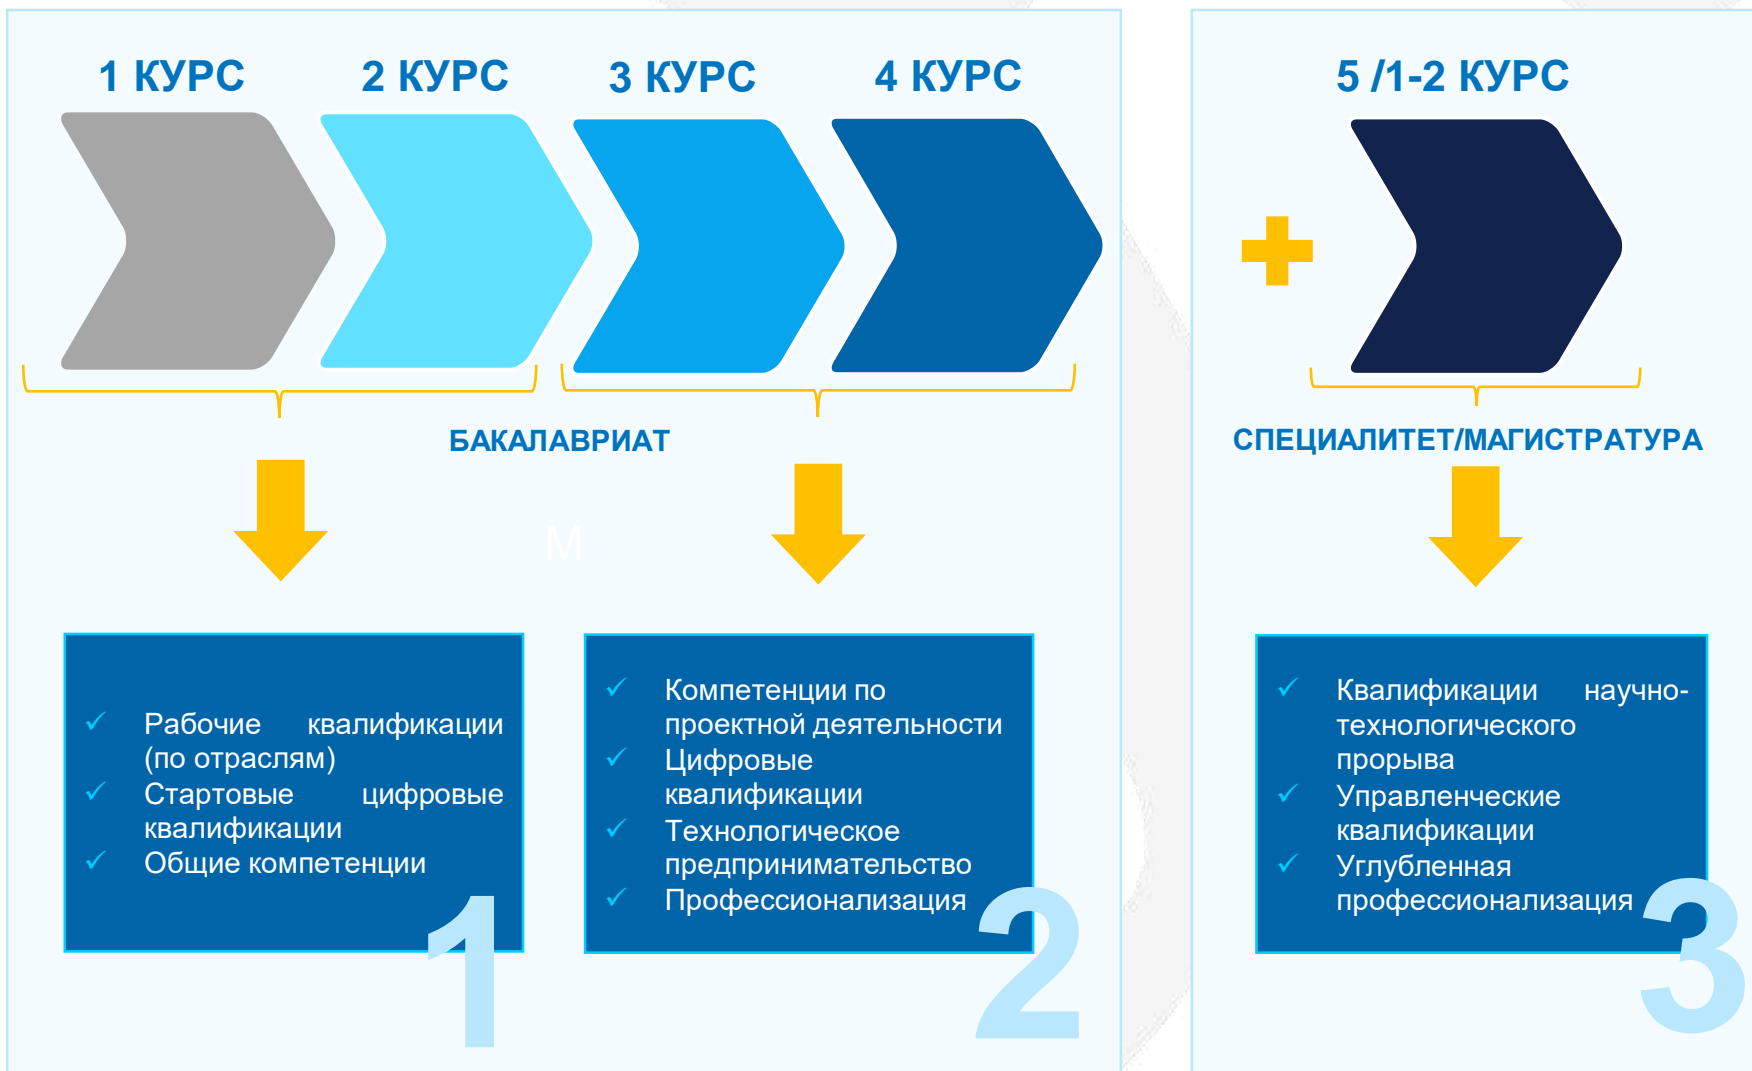 1 КУРС
2 КУРС
3 КУРС
4 КУРС
5 /1-2 КУРС
БАКАЛАВРИАТ
СПЕЦИАЛИТЕТ/МАГИСТРАТУРА
М
Рабочие квалификации
(по отраслям)
Стартовые цифровые
квалификации
Общие компетенции
1
Компетенции по
проектной деятельности
Цифровые
квалификации
Технологическое
предпринимательство
Профессионализация
2
Квалификации научно-
технологического
прорыва
Управленческие
квалификации
Углубленная
профессионализация
3